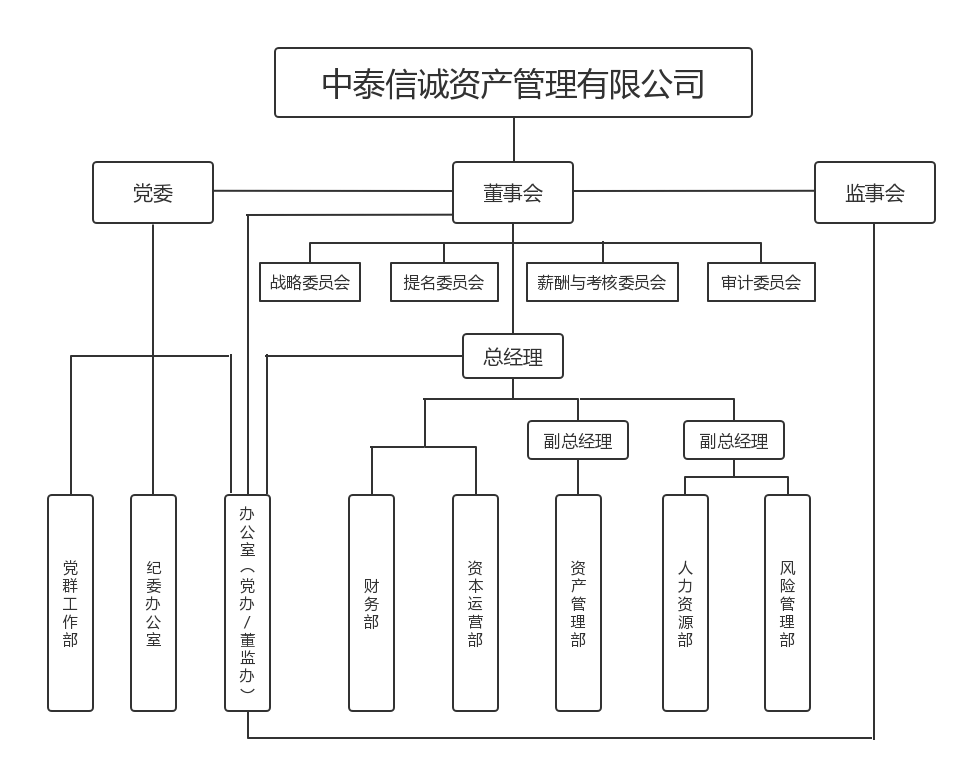 中泰信诚资产管理有限公司
党委
董事会
监事会
战略委员会
提名委员会
薪酬与考核委员会
审计委员会
总经理
副总经理
副总经理
党群工作部
纪委办公室
办公室（党办/董监办）
财务部
资本运营部
资产管理部
人力资源部
风险管理部